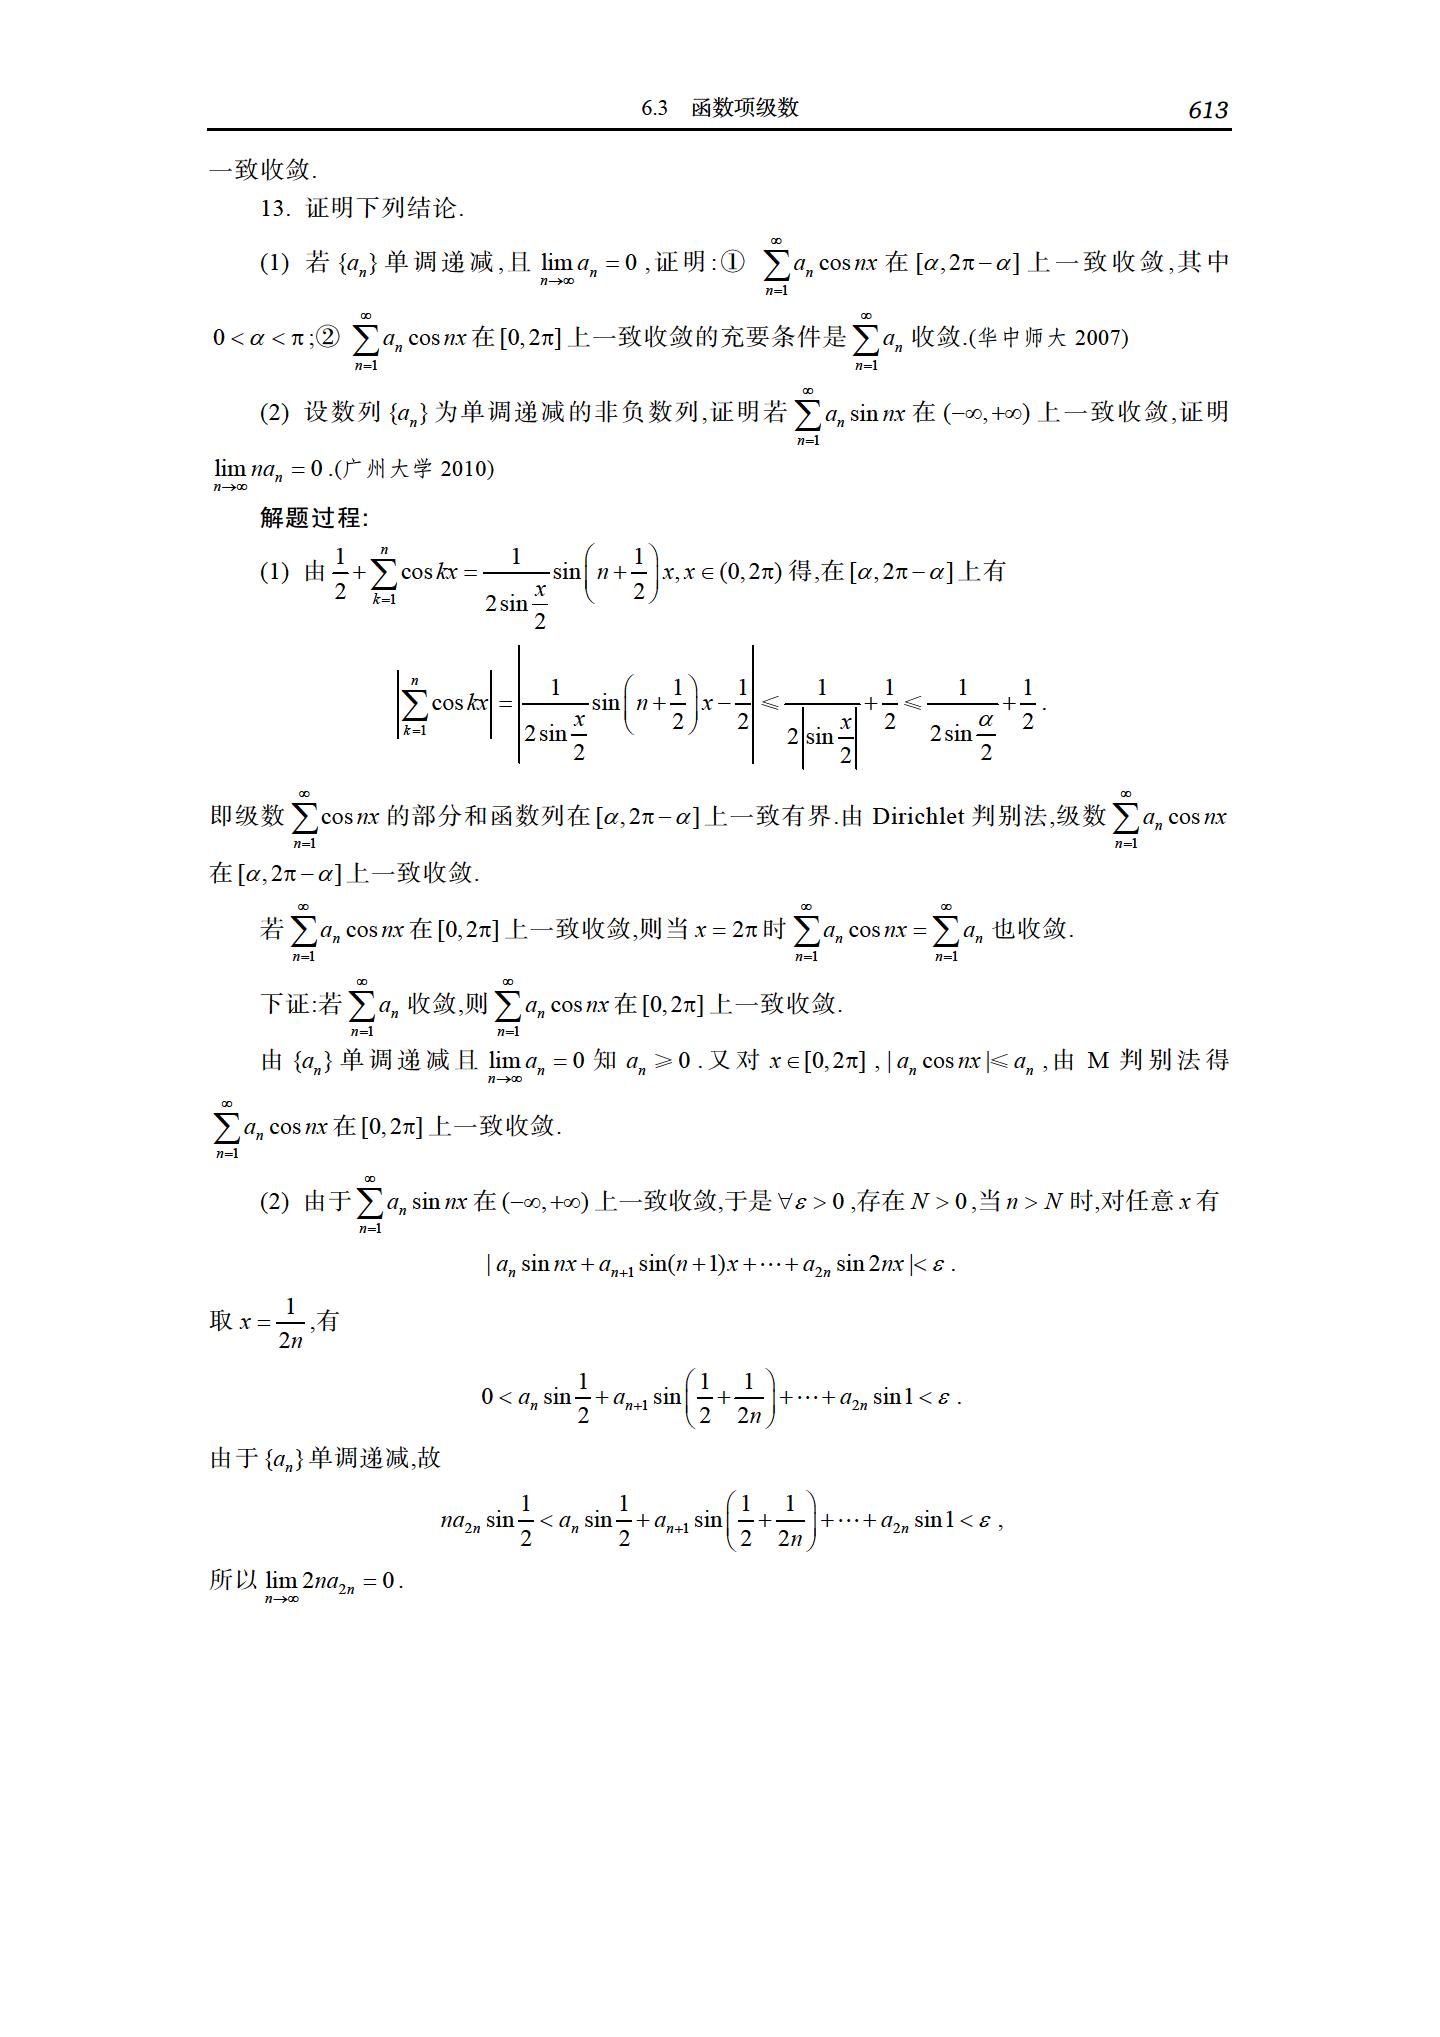 6.3 函数项级数 613
一致收敛.
13. 证明下列结论.
(1) 若 $\{a_n\}$ 单调递减,且 $\lim_{n\to\infty} a_n = 0$ ,证明:① $\sum_{n=1}^{\infty} a_n \cos nx$ 在 $[\alpha, 2\pi-\alpha]$ 上一致收敛,其中
$0<\alpha<\pi$ ;② $\sum_{n=1}^{\infty} a_n \cos nx$ 在 $[0,2\pi]$ 上一致收敛的充要条件是 $\sum_{n=1}^{\infty} a_n$ 收敛.(华中师大 2007)
(2) 设数列 $\{a_n\}$ 为单调递减的非负数列,证明若 $\sum_{n=1}^{\infty} a_n \sin nx$ 在 $(-\infty,+\infty)$ 上一致收敛,证明
$\lim_{n\to\infty} na_n = 0$ .(广州大学 2010)
解题过程:
(1) 由 $\frac{1}{2}+\sum_{k=1}^{n}\cos kx = \frac{1}{2\sin\frac{x}{2}}\sin\left(n+\frac{1}{2}\right)x, x\in(0,2\pi)$ 得,在 $[\alpha,2\pi-\alpha]$ 上有
$\left|\sum_{k=1}^{n}\cos kx\right| = \left|\frac{1}{2\sin\frac{x}{2}}\sin\left(n+\frac{1}{2}\right)x-\frac{1}{2}\right| \leqslant \frac{1}{2\left|\sin\frac{x}{2}\right|}+\frac{1}{2} \leqslant \frac{1}{2\sin\frac{\alpha}{2}}+\frac{1}{2}$ .
即级数 $\sum_{n=1}^{\infty}\cos nx$ 的部分和函数列在 $[\alpha,2\pi-\alpha]$ 上一致有界.由 Dirichlet 判别法,级数 $\sum_{n=1}^{\infty} a_n \cos nx$
在 $[\alpha,2\pi-\alpha]$ 上一致收敛.
若 $\sum_{n=1}^{\infty} a_n \cos nx$ 在 $[0,2\pi]$ 上一致收敛,则当 $x=2\pi$ 时 $\sum_{n=1}^{\infty} a_n \cos nx = \sum_{n=1}^{\infty} a_n$ 也收敛.
下证:若 $\sum_{n=1}^{\infty} a_n$ 收敛,则 $\sum_{n=1}^{\infty} a_n \cos nx$ 在 $[0,2\pi]$ 上一致收敛.
由 $\{a_n\}$ 单调递减且 $\lim_{n\to\infty} a_n = 0$ 知 $a_n \geqslant 0$ .又对 $x\in[0,2\pi]$ , $|a_n \cos nx| \leqslant a_n$ ,由 M 判别法得
$\sum_{n=1}^{\infty} a_n \cos nx$ 在 $[0,2\pi]$ 上一致收敛.
(2) 由于 $\sum_{n=1}^{\infty} a_n \sin nx$ 在 $(-\infty,+\infty)$ 上一致收敛,于是 $\forall \varepsilon>0$ ,存在 $N>0$ ,当 $n>N$ 时,对任意 $x$ 有
$|a_n \sin nx + a_{n+1}\sin(n+1)x+\cdots+a_{2n}\sin 2nx| < \varepsilon$ .
取 $x=\frac{1}{2n}$ ,有
$0 < a_n \sin\frac{1}{2}+a_{n+1}\sin\left(\frac{1}{2}+\frac{1}{2n}\right)+\cdots+a_{2n}\sin 1 < \varepsilon$ .
由于 $\{a_n\}$ 单调递减,故
$na_{2n}\sin\frac{1}{2} < a_n \sin\frac{1}{2}+a_{n+1}\sin\left(\frac{1}{2}+\frac{1}{2n}\right)+\cdots+a_{2n}\sin 1 < \varepsilon$ ,
所以 $\lim_{n\to\infty} 2na_{2n} = 0$ .